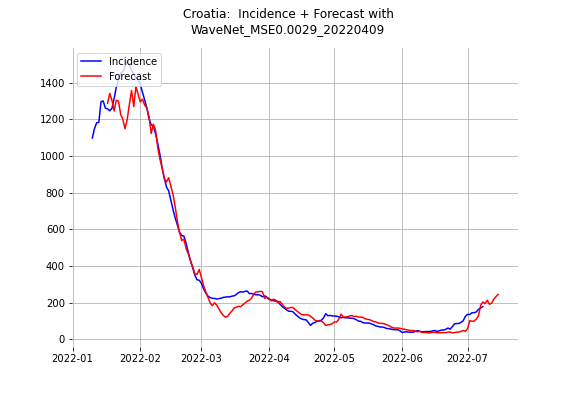 Croatia:  Incidence + Forecast with
WaveNet_MSE0.0029_20220409
Incidence
Forecast
1400
1200
1000
800
600
400
200
0
2022-01 2022-02 2022-03 2022-04 2022-05 2022-06 2022-07